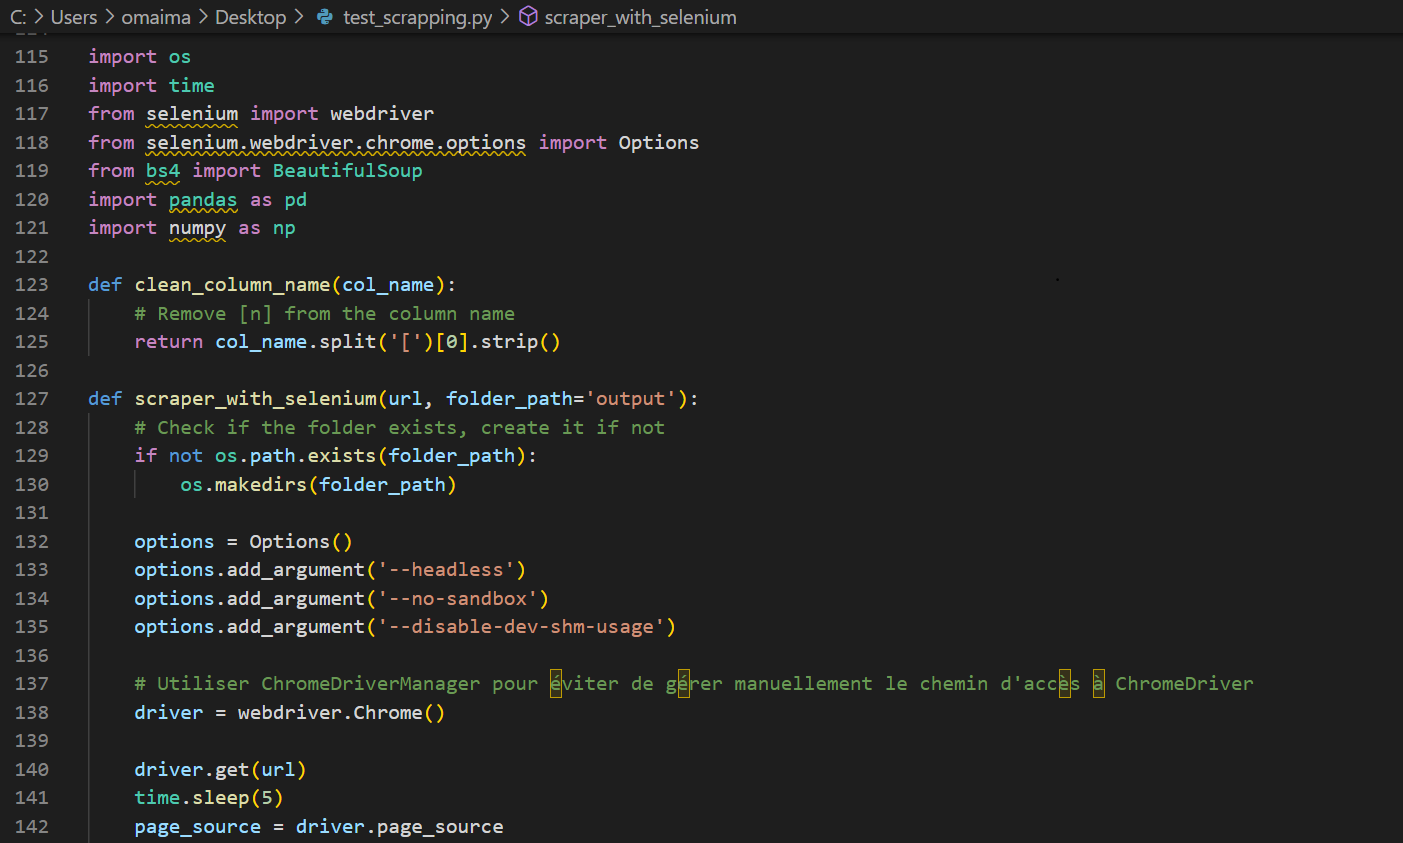 C: > Users > omaima > Desktop > test_scrapping.py > scraper_with_selenium
115 import os
116 import time
117 from selenium import webdriver
118 from selenium.webdriver.chrome.options import Options
119 from bs4 import BeautifulSoup
120 import pandas as pd
121 import numpy as np
122
123 def clean_column_name(col_name):
124     # Remove [n] from the column name
125     return col_name.split('[')[0].strip()
126
127 def scraper_with_selenium(url, folder_path='output'):
128     # Check if the folder exists, create it if not
129     if not os.path.exists(folder_path):
130         os.makedirs(folder_path)
131
132     options = Options()
133     options.add_argument('--headless')
134     options.add_argument('--no-sandbox')
135     options.add_argument('--disable-dev-shm-usage')
136
137     # Utiliser ChromeDriverManager pour éviter de gérer manuellement le chemin d'accès à ChromeDriver
138     driver = webdriver.Chrome()
139
140     driver.get(url)
141     time.sleep(5)
142     page_source = driver.page_source